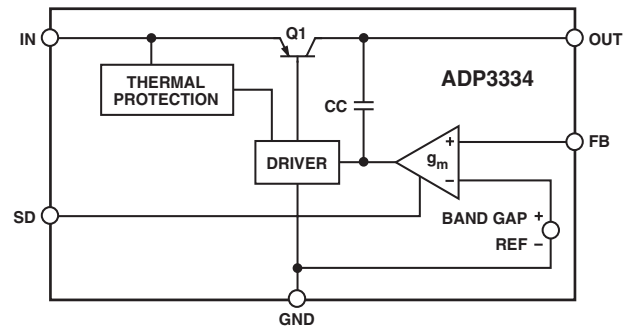 IN
Q1
OUT
THERMAL
PROTECTION
ADP3334
CC
+
FB
DRIVER
gm
−
SD
BAND GAP +
REF −
GND